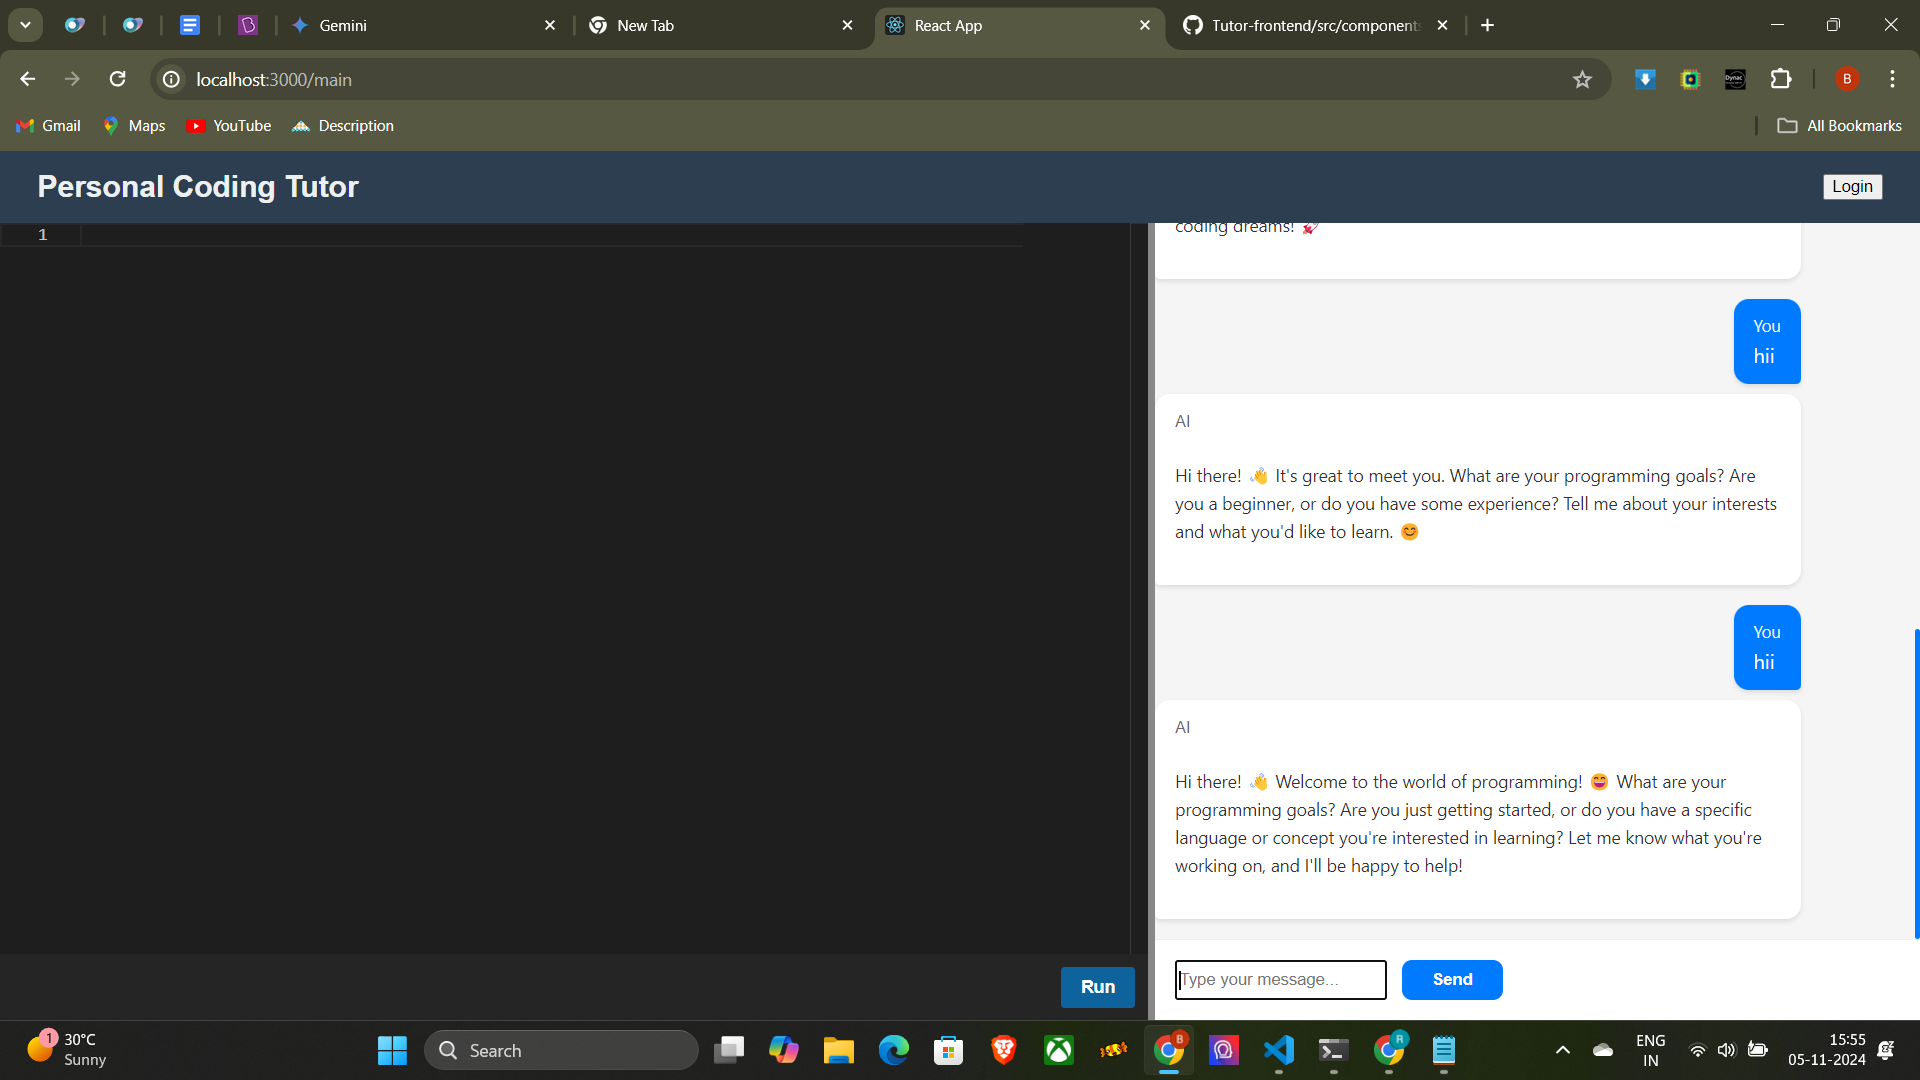 Gemini
New Tab
React App
Tutor-frontend/src/component
localhost:3000/main
Dynac
B
Gmail
Maps
YouTube
Description
All Bookmarks
Personal Coding Tutor
Login
1
coding dreams! 🚀
You
hii
AI
Hi there! 👋 It's great to meet you. What are your programming goals? Are
you a beginner, or do you have some experience? Tell me about your interests
and what you'd like to learn. 😊
You
hii
AI
Hi there! 👋 Welcome to the world of programming! 😄 What are your
programming goals? Are you just getting started, or do you have a specific
language or concept you're interested in learning? Let me know what you're
working on, and I'll be happy to help!
Run
Type your message...
Send
1
30°C
Sunny
Search
B
R
ENG
IN
15:55
05-11-2024